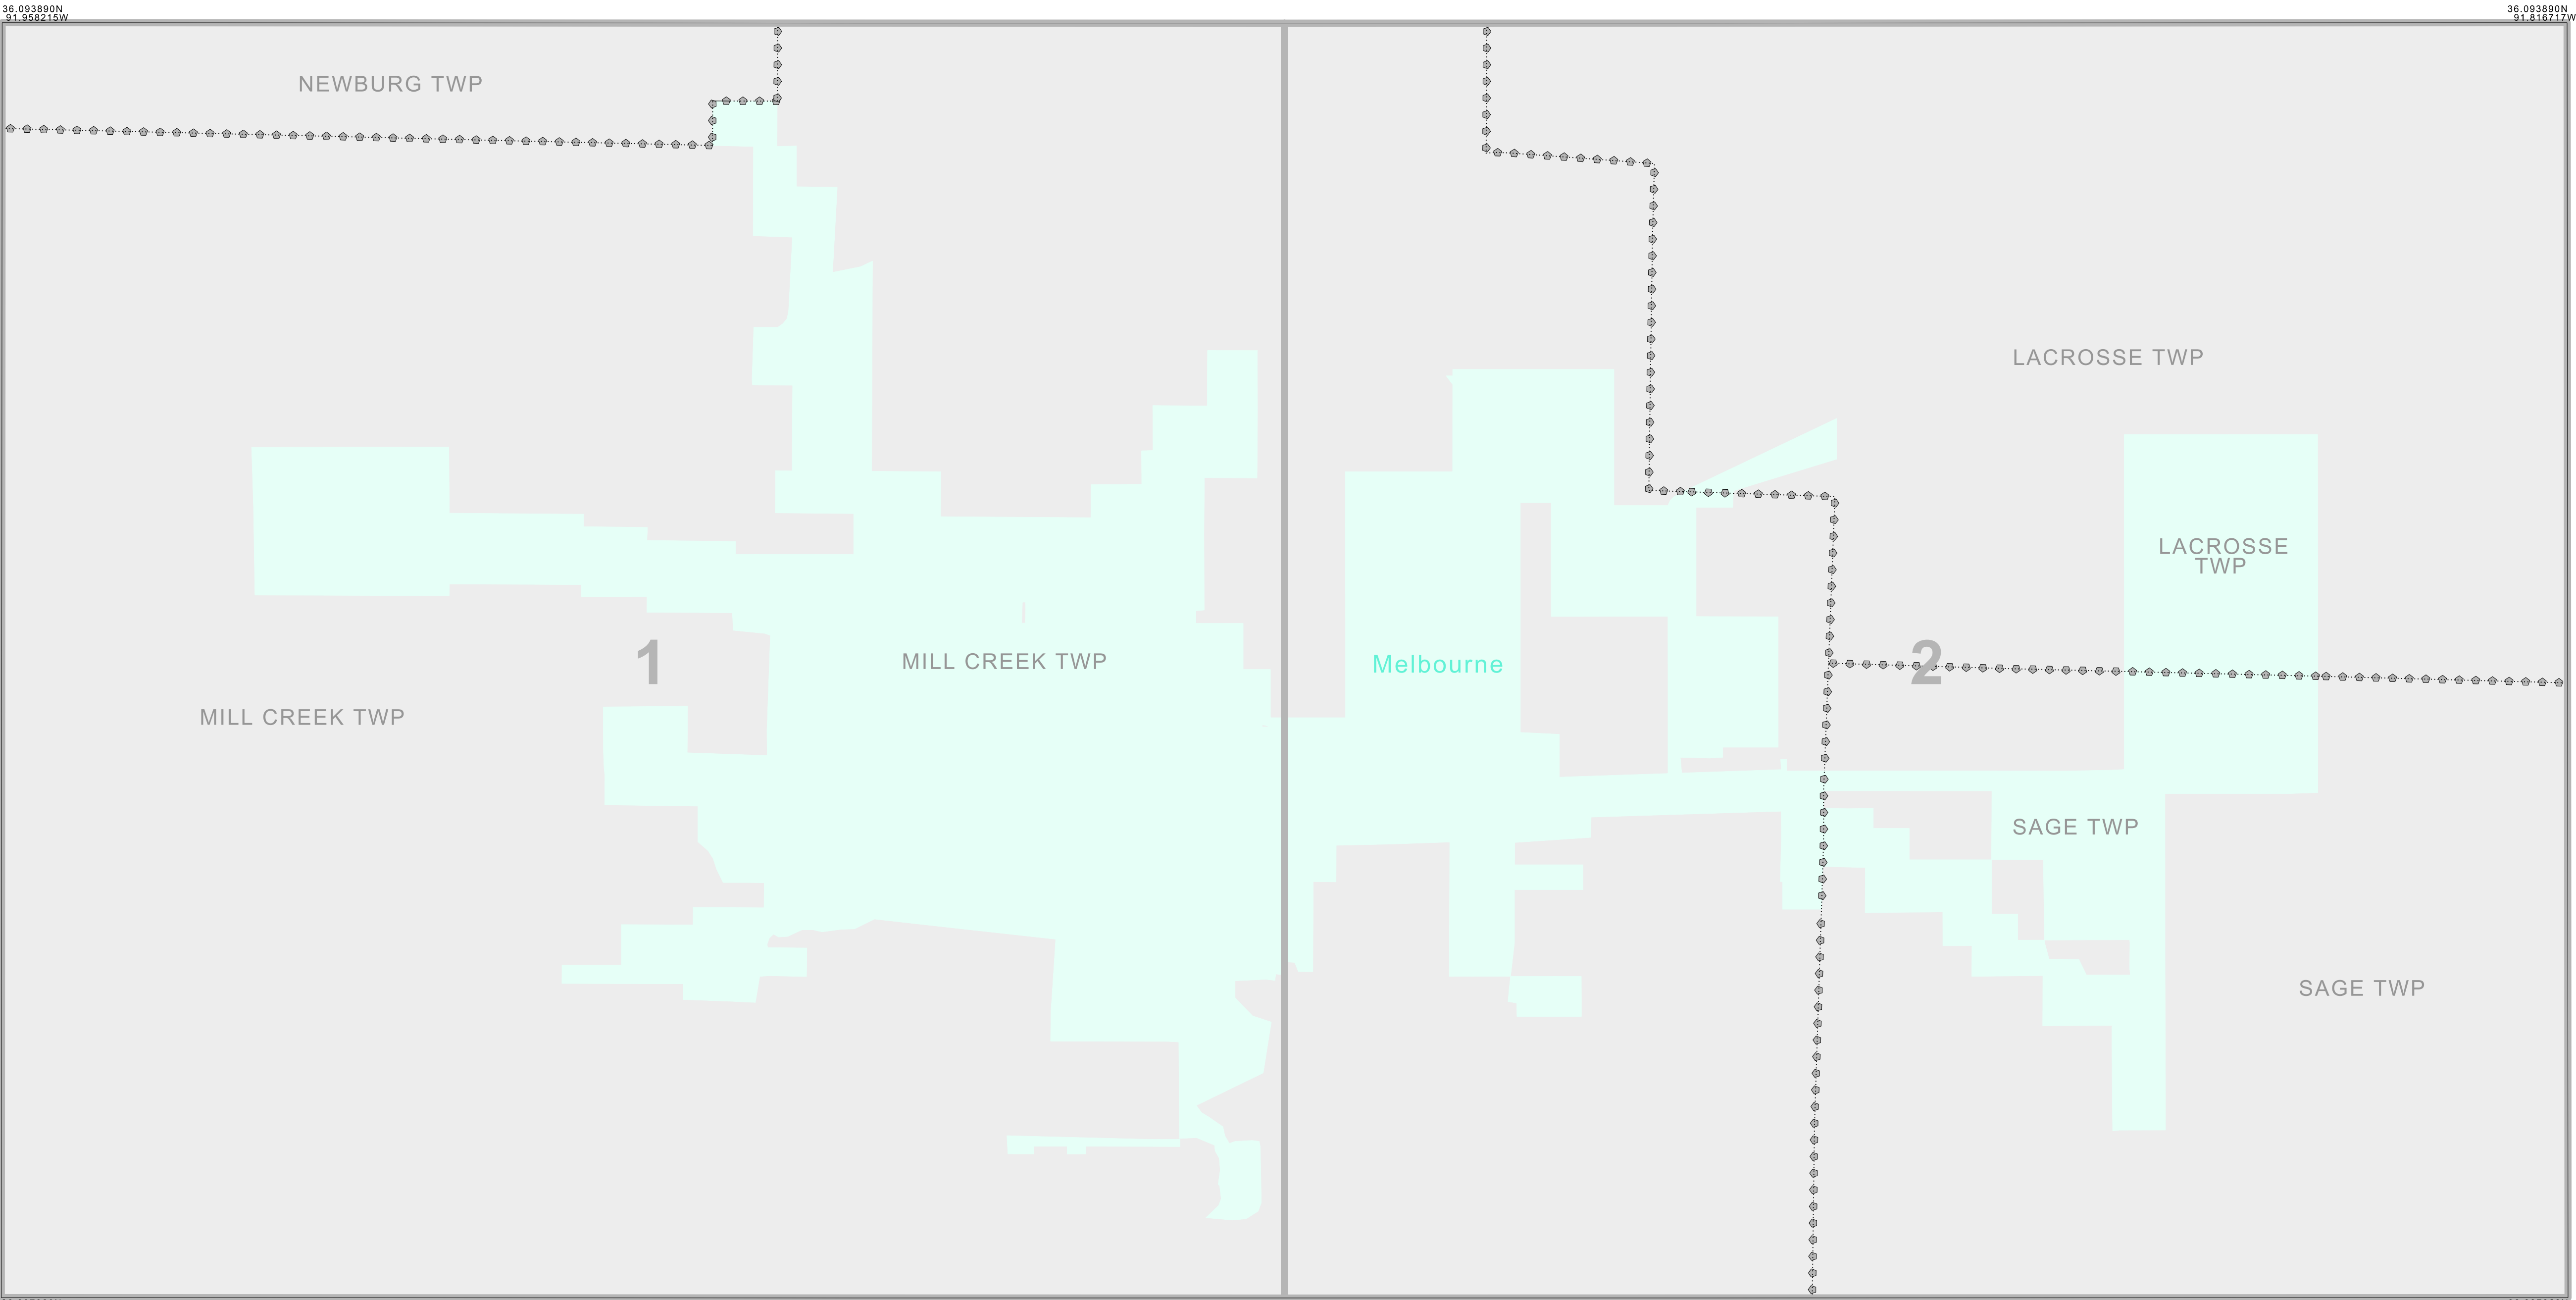 36.093890N
91.958215W
36.093890N
91.816717W
NEWBURG TWP
LACROSSE TWP
LACROSSE
TWP
1
MILL CREEK TWP
Melbourne
2
MILL CREEK TWP
SAGE TWP
SAGE TWP